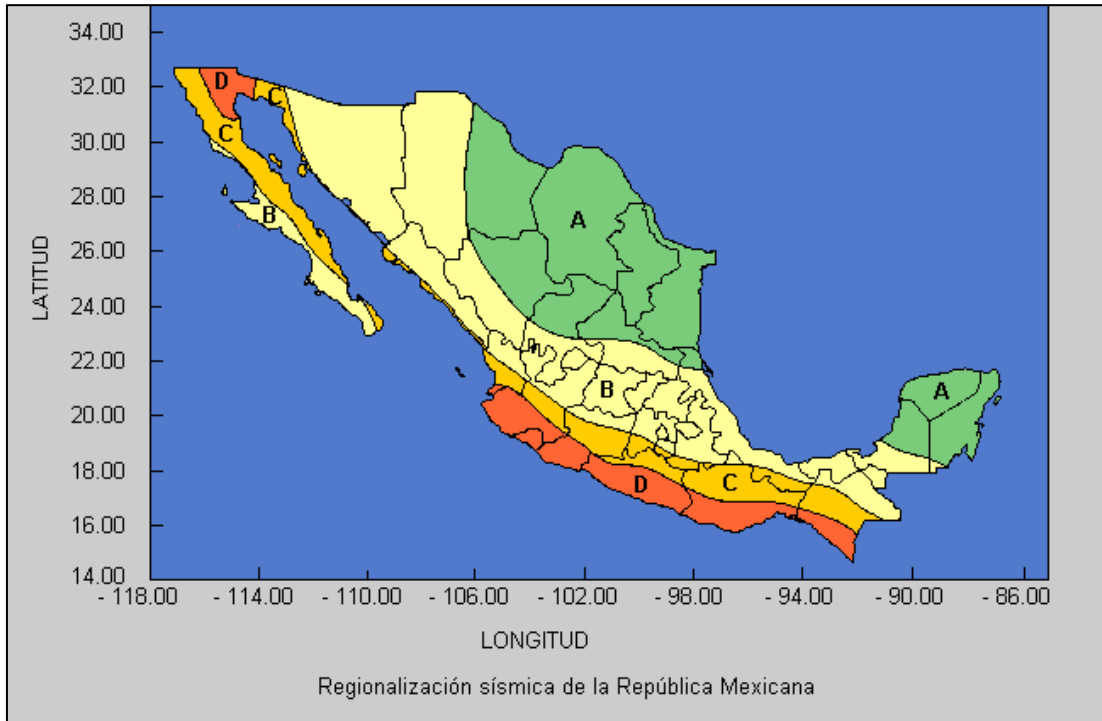 34.00
32.00
30.00
28.00
26.00
24.00
22.00
20.00
18.00
16.00
14.00
LATITUD
D
C
C
B
A
B
A
D
C
- 118.00 - 114.00 - 110.00 - 106.00 - 102.00 - 98.00 - 94.00 - 90.00 - 86.00
LONGITUD
Regionalización sísmica de la República Mexicana